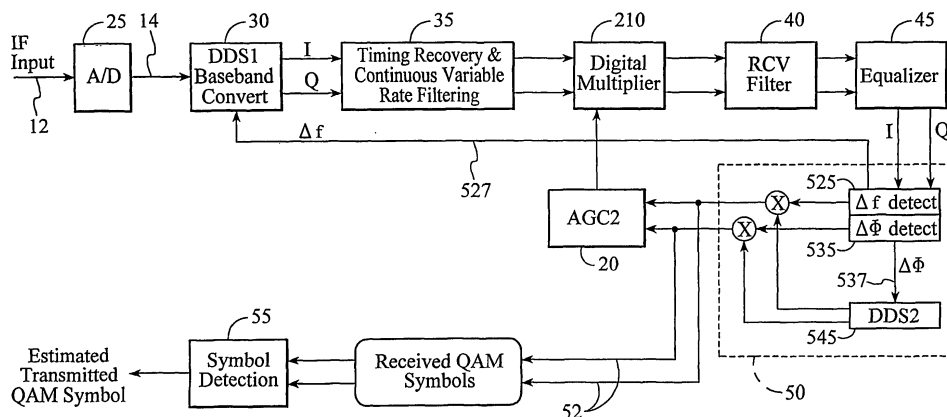 25
14
30
35
210
40
45
IF
Input
12
A/D
DDS1
Baseband
Convert
I
Q
Timing Recovery &
Continuous Variable
Rate Filtering
Digital
Multiplier
RCV
Filter
Equalizer
Δf
I
Q
527
525
AGC2
20
X
X
Δf detect
ΔΦ detect
535
537
ΔΦ
DDS2
545
50
55
Estimated
Transmitted
QAM Symbol
Symbol
Detection
Received QAM
Symbols
52